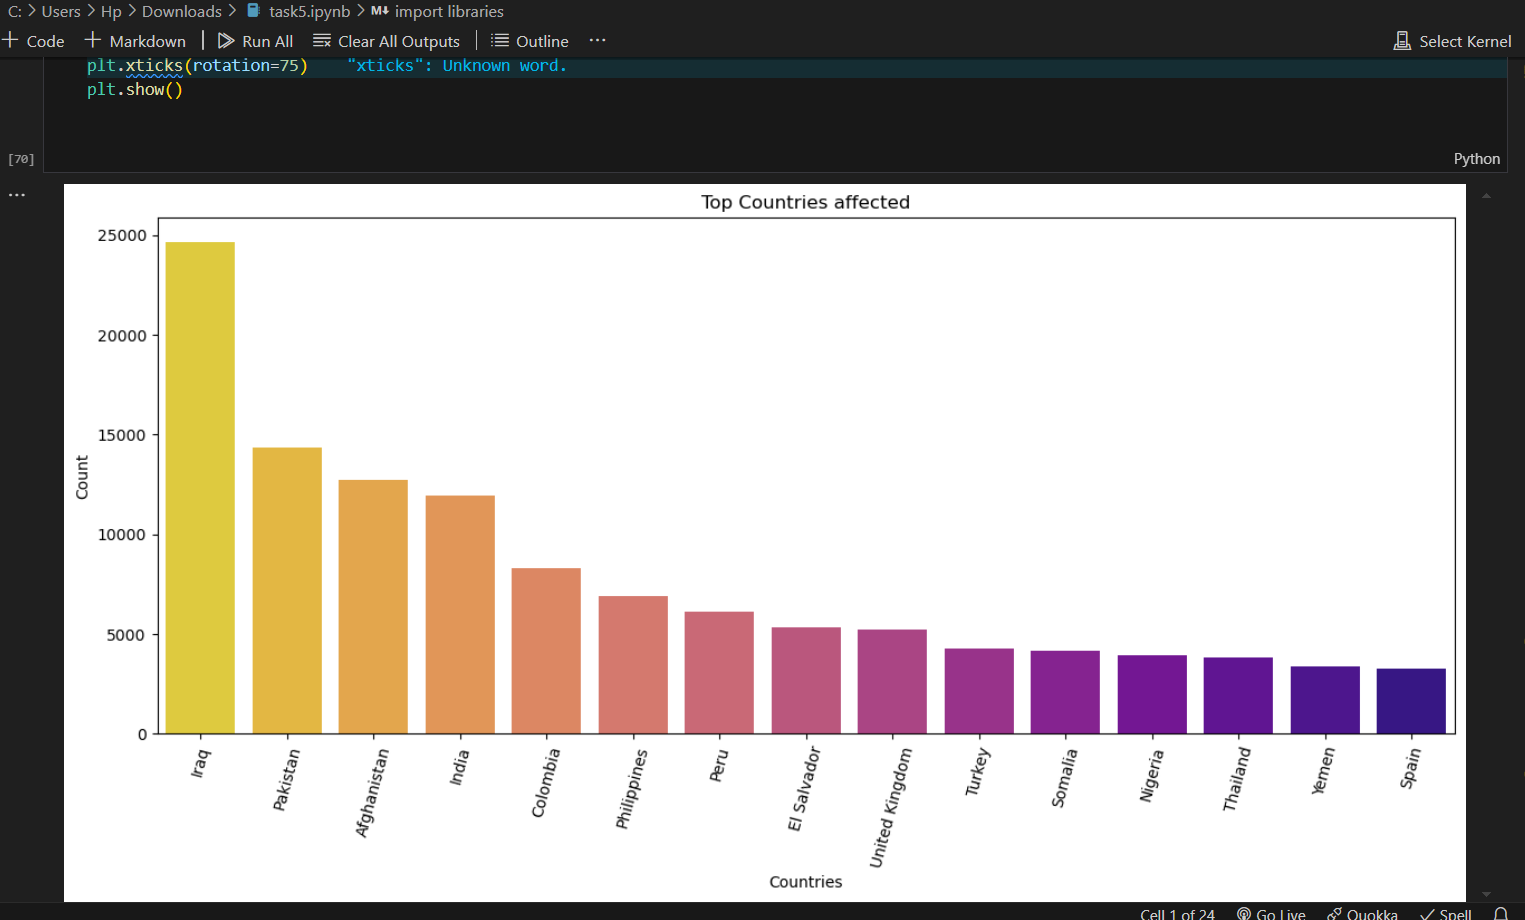 C: > Users > Hp > Downloads > task5.ipynb > M↓ import libraries
+ Code + Markdown | Run All Clear All Outputs | Outline ...
Select Kernel
plt.xticks(rotation=75) "xticks": Unknown word.
plt.show()
[70]
Python
...
Top Countries affected
25000
20000
15000
10000
5000
0
Count
Iraq
Pakistan
Afghanistan
India
Colombia
Philippines
Peru
El Salvador
United Kingdom
Turkey
Somalia
Nigeria
Thailand
Yemen
Spain
Countries
Cell 1 of 24 Go Live Quokka Spell